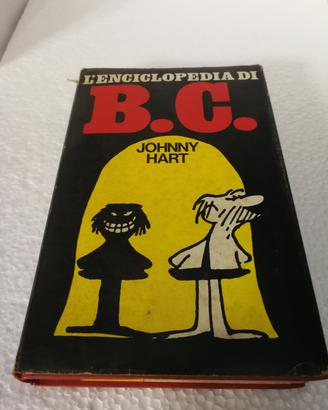 L'ENCICLOPEDIA DI
B.C.
JOHNNY
HART